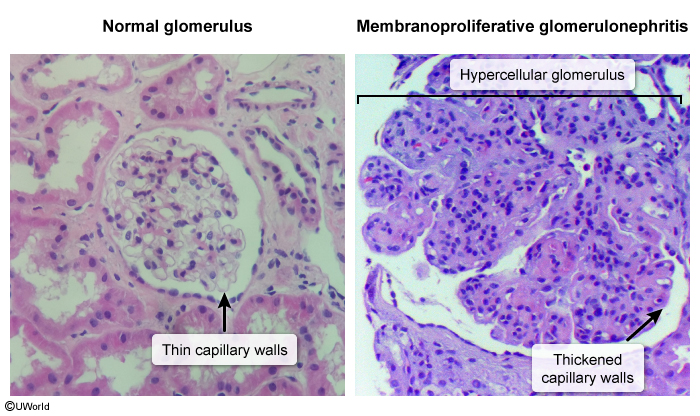 Normal glomerulus
Membranoproliferative glomerulonephritis
Hypercellular glomerulus
Thin capillary walls
Thickened
capillary walls
©UWorld